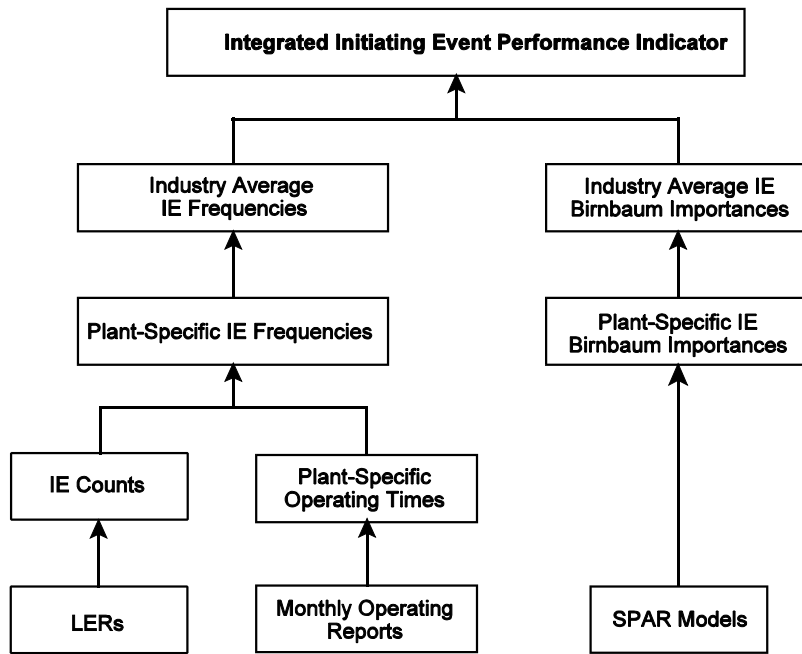 Integrated Initiating Event Performance Indicator
Industry Average
IE Frequencies
Industry Average IE
Birnbaum Importances
Plant-Specific IE Frequencies
Plant-Specific IE
Birnbaum Importances
IE Counts
Plant-Specific
Operating Times
LERs
Monthly Operating
Reports
SPAR Models